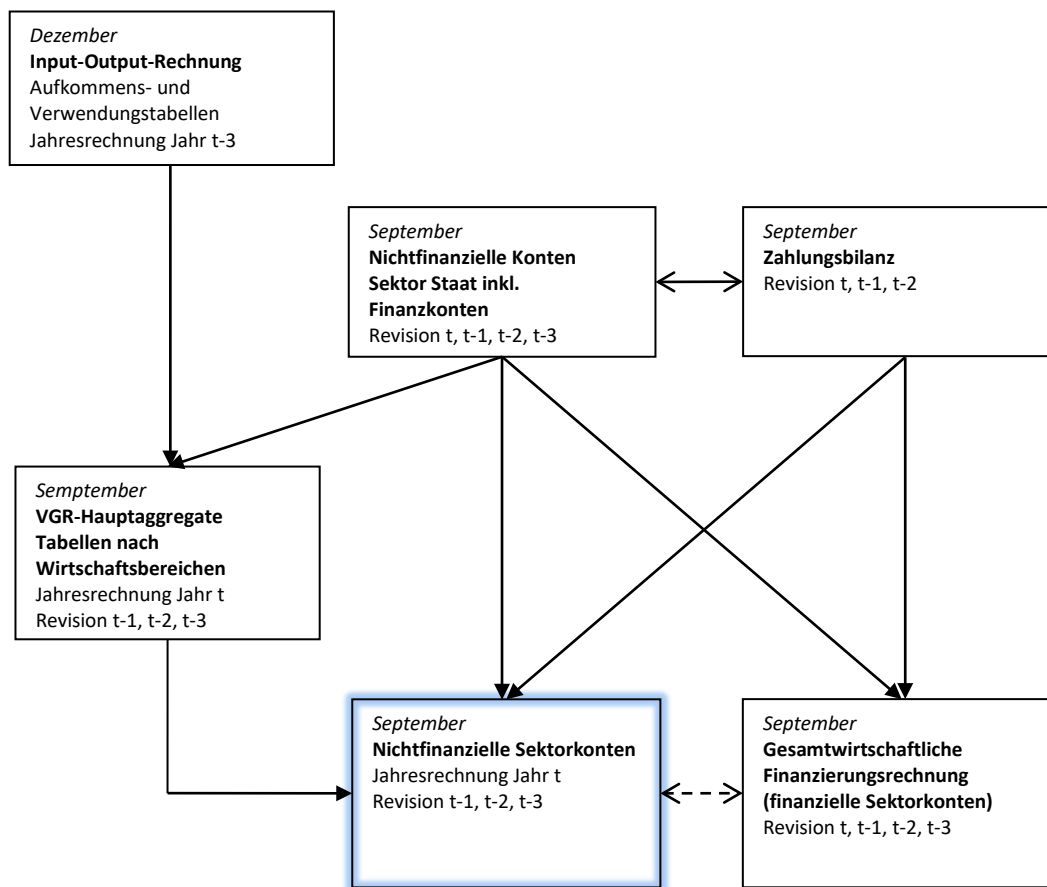 Dezember
Input-Output-Rechnung
Aufkommens- und
Verwendungstabellen
Jahresrechnung Jahr t-3
September
Nichtfinanzielle Konten
Sektor Staat inkl.
Finanzkonten
Revision t, t-1, t-2, t-3
September
Zahlungsbilanz
Revision t, t-1, t-2
Semptember
VGR-Hauptaggregate
Tabellen nach
Wirtschaftsbereichen
Jahresrechnung Jahr t
Revision t-1, t-2, t-3
September
Nichtfinanzielle Sektorkonten
Jahresrechnung Jahr t
Revision t-1, t-2, t-3
September
Gesamtwirtschaftliche
Finanzierungsrechnung
(finanzielle Sektorkonten)
Revision t, t-1, t-2, t-3